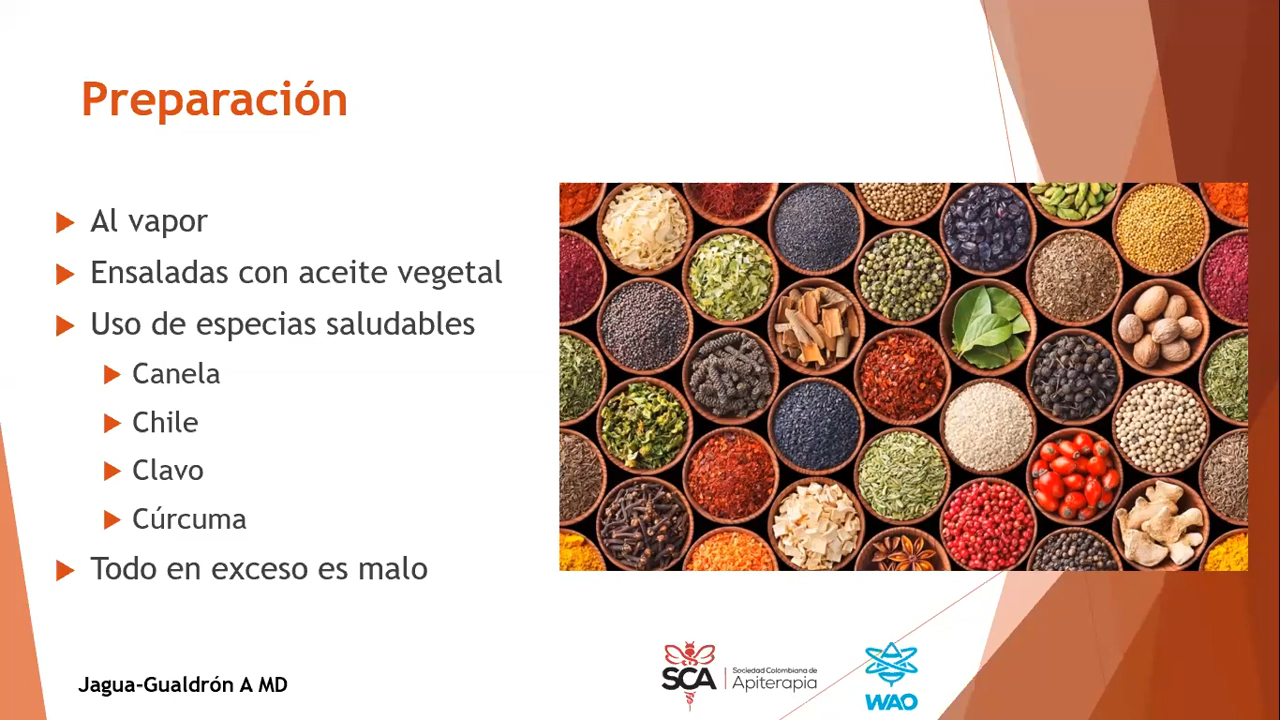 Preparación
Al vapor
Ensaladas con aceite vegetal
Uso de especias saludables
Canela
Chile
Clavo
Cúrcuma
Todo en exceso es malo
Jagua-Gualdrón A MD
SCA
Sociedad Colombiana de
Apiterapia
WAO